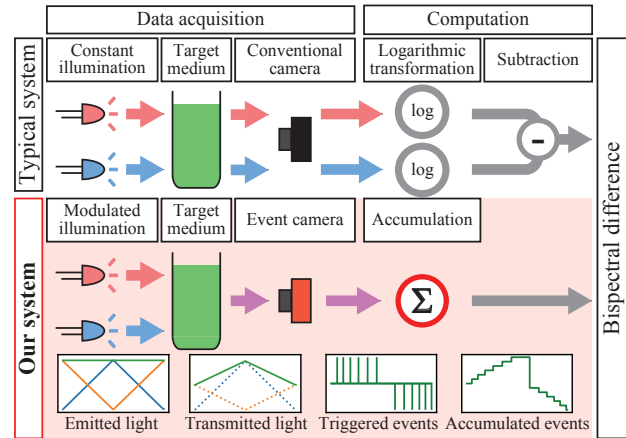 Data acquisition
Computation
Typical system
Constant
illumination
Target
medium
Conventional
camera
Logarithmic
transformation
Subtraction
log
log
-
Bispectral difference
Our system
Modulated
illumination
Target
medium
Event camera
Accumulation
Σ
Emitted light
Transmitted light
Triggered events
Accumulated events